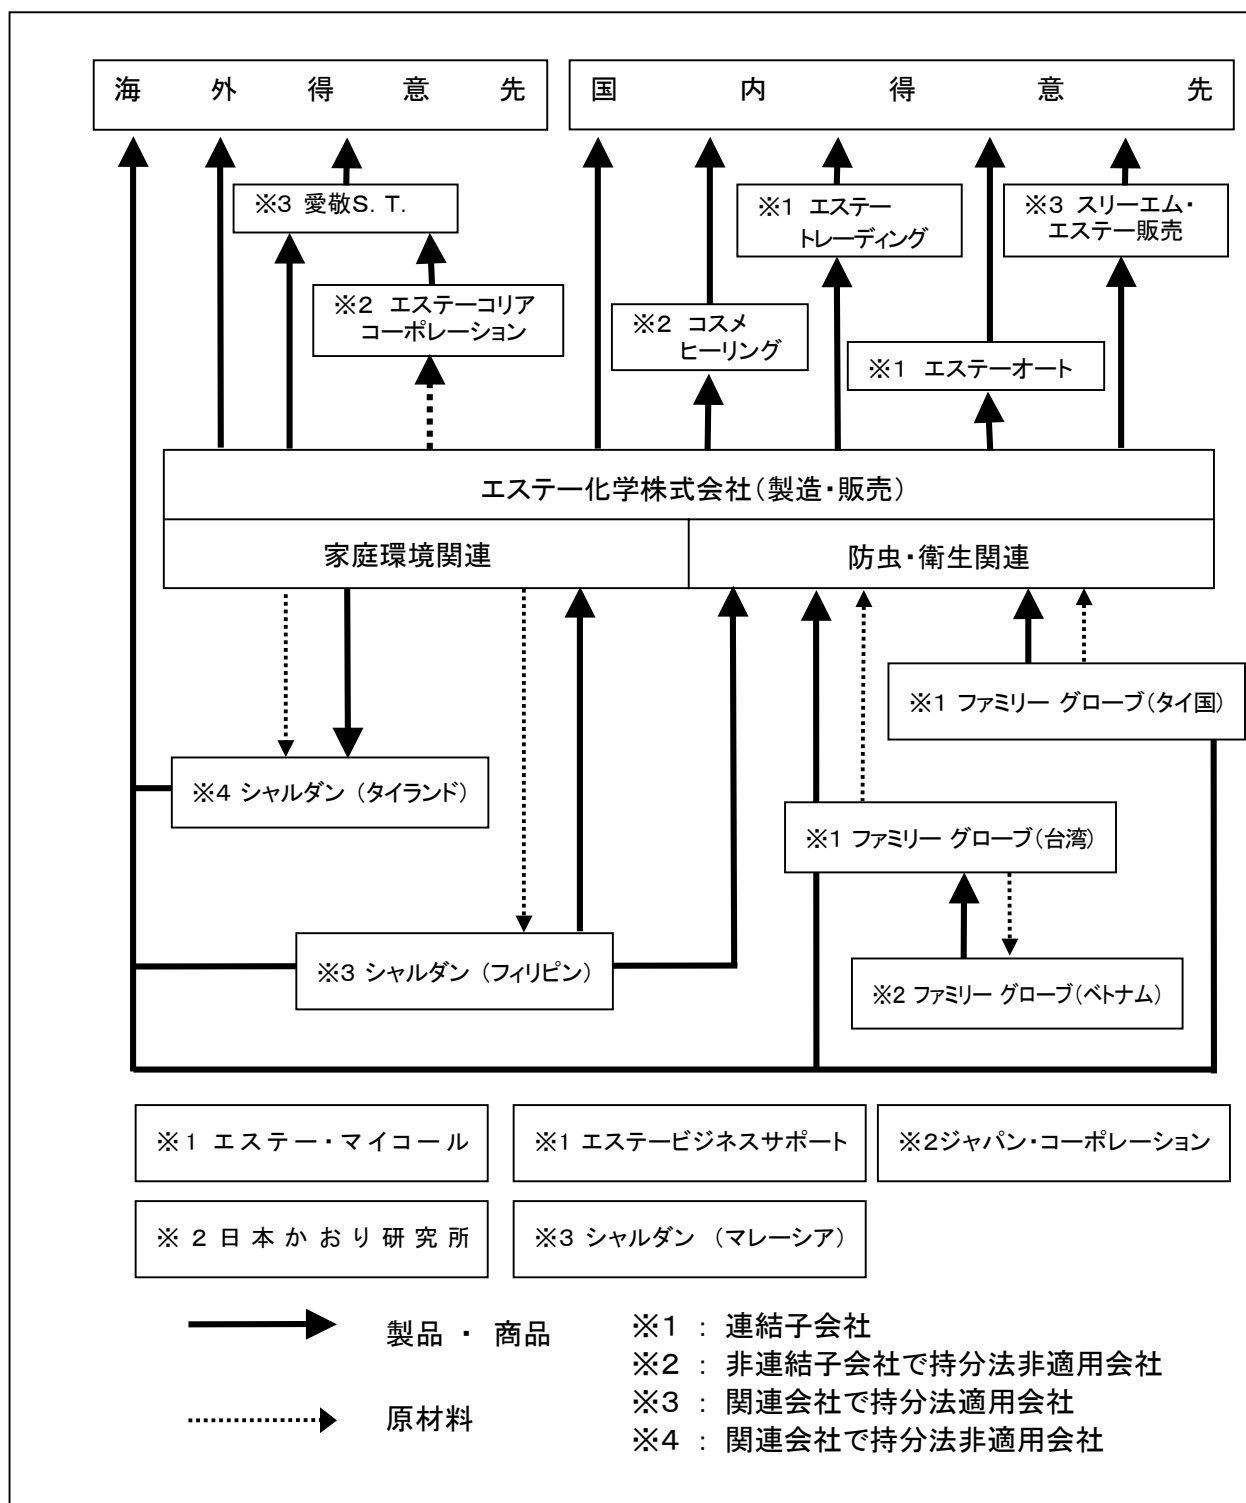 海外得意先
国内得意先
※3 愛敬S.T.
※1 エステー
トレーディング
※3 スリーエム・
エステー販売
※2 エステーコリア
コーポレーション
※2 コスメ
ヒーリング
※1 エステーオート
エステー化学株式会社(製造・販売)
家庭環境関連
防虫・衛生関連
※1 ファミリー グローブ(タイ国)
※4 シャルダン (タイランド)
※1 ファミリー グローブ(台湾)
※3 シャルダン (フィリピン)
※2 ファミリー グローブ(ベトナム)
※1 エステー・マイコール
※1 エステービジネスサポート
※2ジャパン・コーポレーション
※2日本かおり研究所
※3 シャルダン (マレーシア)
製品 ・ 商品
原材料
※1 : 連結子会社
※2 : 非連結子会社で持分法非適用会社
※3 : 関連会社で持分法適用会社
※4 : 関連会社で持分法非適用会社